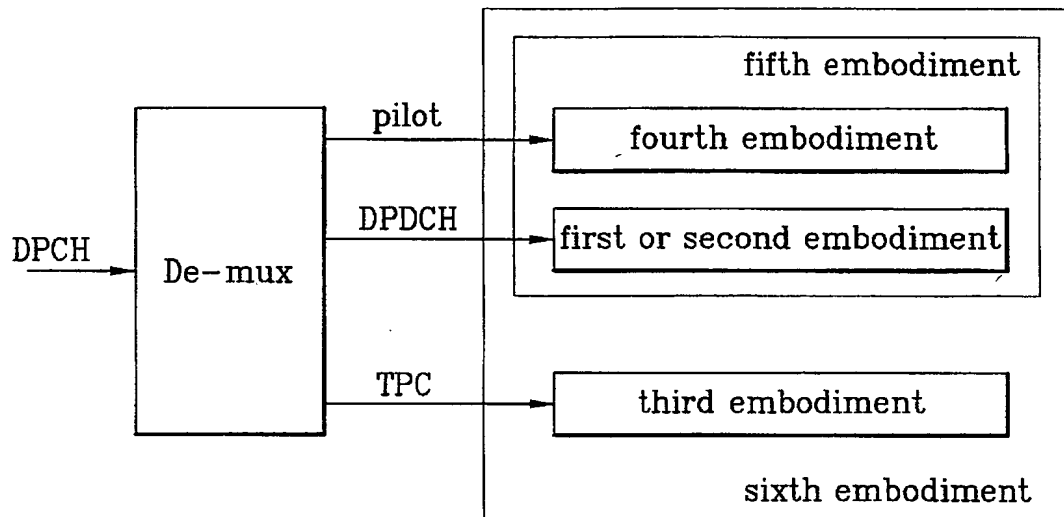 fifth embodiment
pilot
fourth embodiment
DPDCH
first or second embodiment
DPCH
De-mux
TPC
third embodiment
sixth embodiment